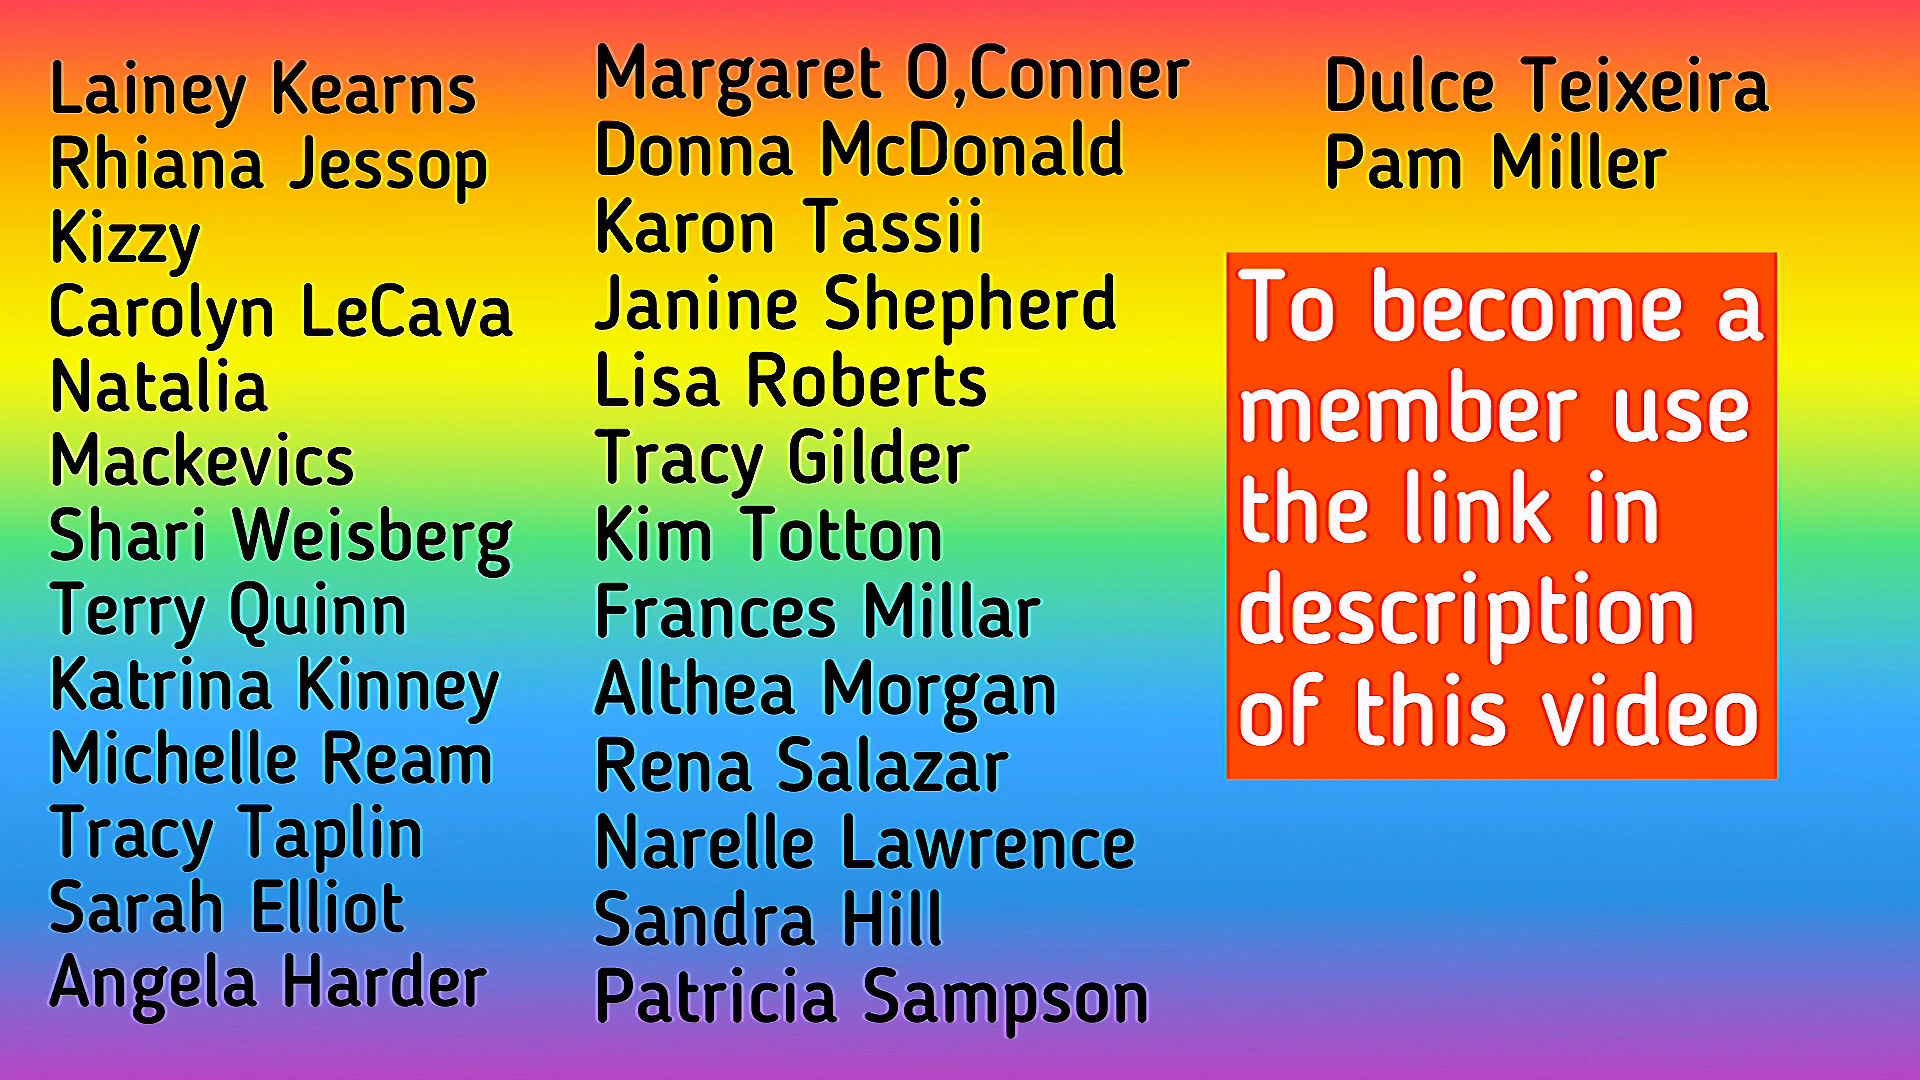 Lainey Kearns
Rhiana Jessop
Kizzy
Carolyn LeCava
Natalia
Mackevics
Shari Weisberg
Terry Quinn
Katrina Kinney
Michelle Ream
Tracy Taplin
Sarah Elliot
Angela Harder
Margaret O,Conner
Donna McDonald
Karon Tassii
Janine Shepherd
Lisa Roberts
Tracy Gilder
Kim Totton
Frances Millar
Althea Morgan
Rena Salazar
Narelle Lawrence
Sandra Hill
Patricia Sampson
Dulce Teixeira
Pam Miller
To become a
member use
the link in
description
of this video